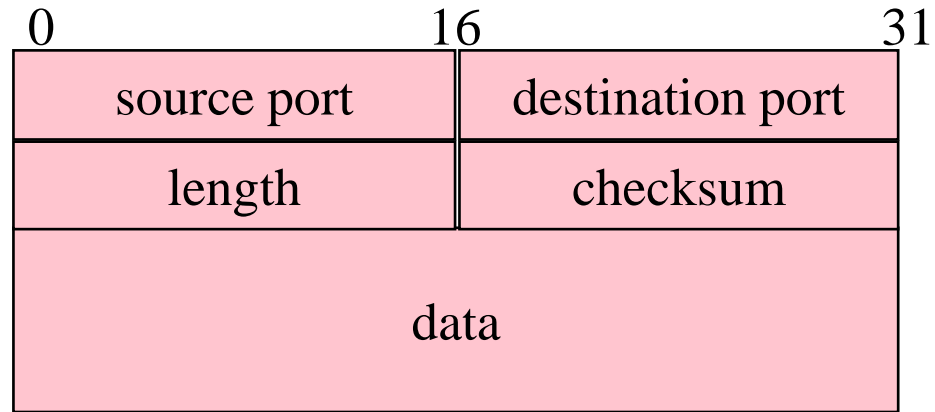 0 16 31
source port destination port
length checksum
data